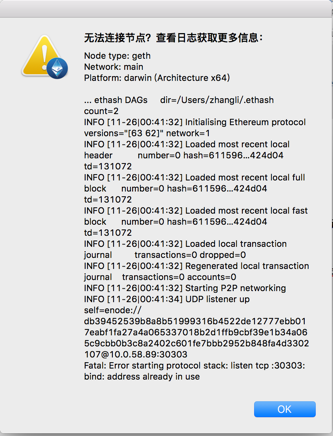 无法连接节点？查看日志获取更多信息：
Node type: geth
Network: main
Platform: darwin (Architecture x64)
... ethash DAGs dir=/Users/zhangli/.ethash
count=2
INFO [11-26|00:41:32] Initialising Ethereum protocol
versions="[63 62]" network=1
INFO [11-26|00:41:32] Loaded most recent local
header number=0 hash=611596…424d04
td=131072
INFO [11-26|00:41:32] Loaded most recent local full
block number=0 hash=611596…424d04
td=131072
INFO [11-26|00:41:32] Loaded most recent local fast
block number=0 hash=611596…424d04
td=131072
INFO [11-26|00:41:32] Loaded local transaction
journal transactions=0 dropped=0
INFO [11-26|00:41:32] Regenerated local transaction
journal transactions=0 accounts=0
INFO [11-26|00:41:32] Starting P2P networking
INFO [11-26|00:41:34] UDP listener up
self=enode://
db39452539b8a8b51999316b4522de12777ebb01
7eabf1fa27a4a065337018b2d1ffb9cbf39e1b34a06
5c9cbb0b3c8a2402c601fe7bbb2952b848fa4d3302
107@10.0.58.89:30303
Fatal: Error starting protocol stack: listen tcp :30303:
bind: address already in use
OK